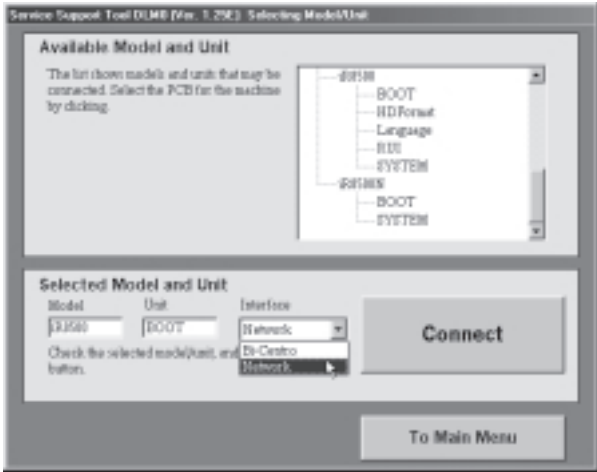 Service Support Tool DLM0 [Ver. 1.25E]: Selecting Model/Unit
Available Model and Unit
The list shows models and units that may be
connected. Select the PCB for the machine
by clicking.
iR8500
BOOT
HDFormat
Language
RUI
SYSTEM
iR8500N
BOOT
SYSTEM
Selected Model and Unit
Model Unit Interface
iR8500 BOOT Network
Check the selected model/unit, and
button.
Bi-Centro
Network
Connect
To Main Menu